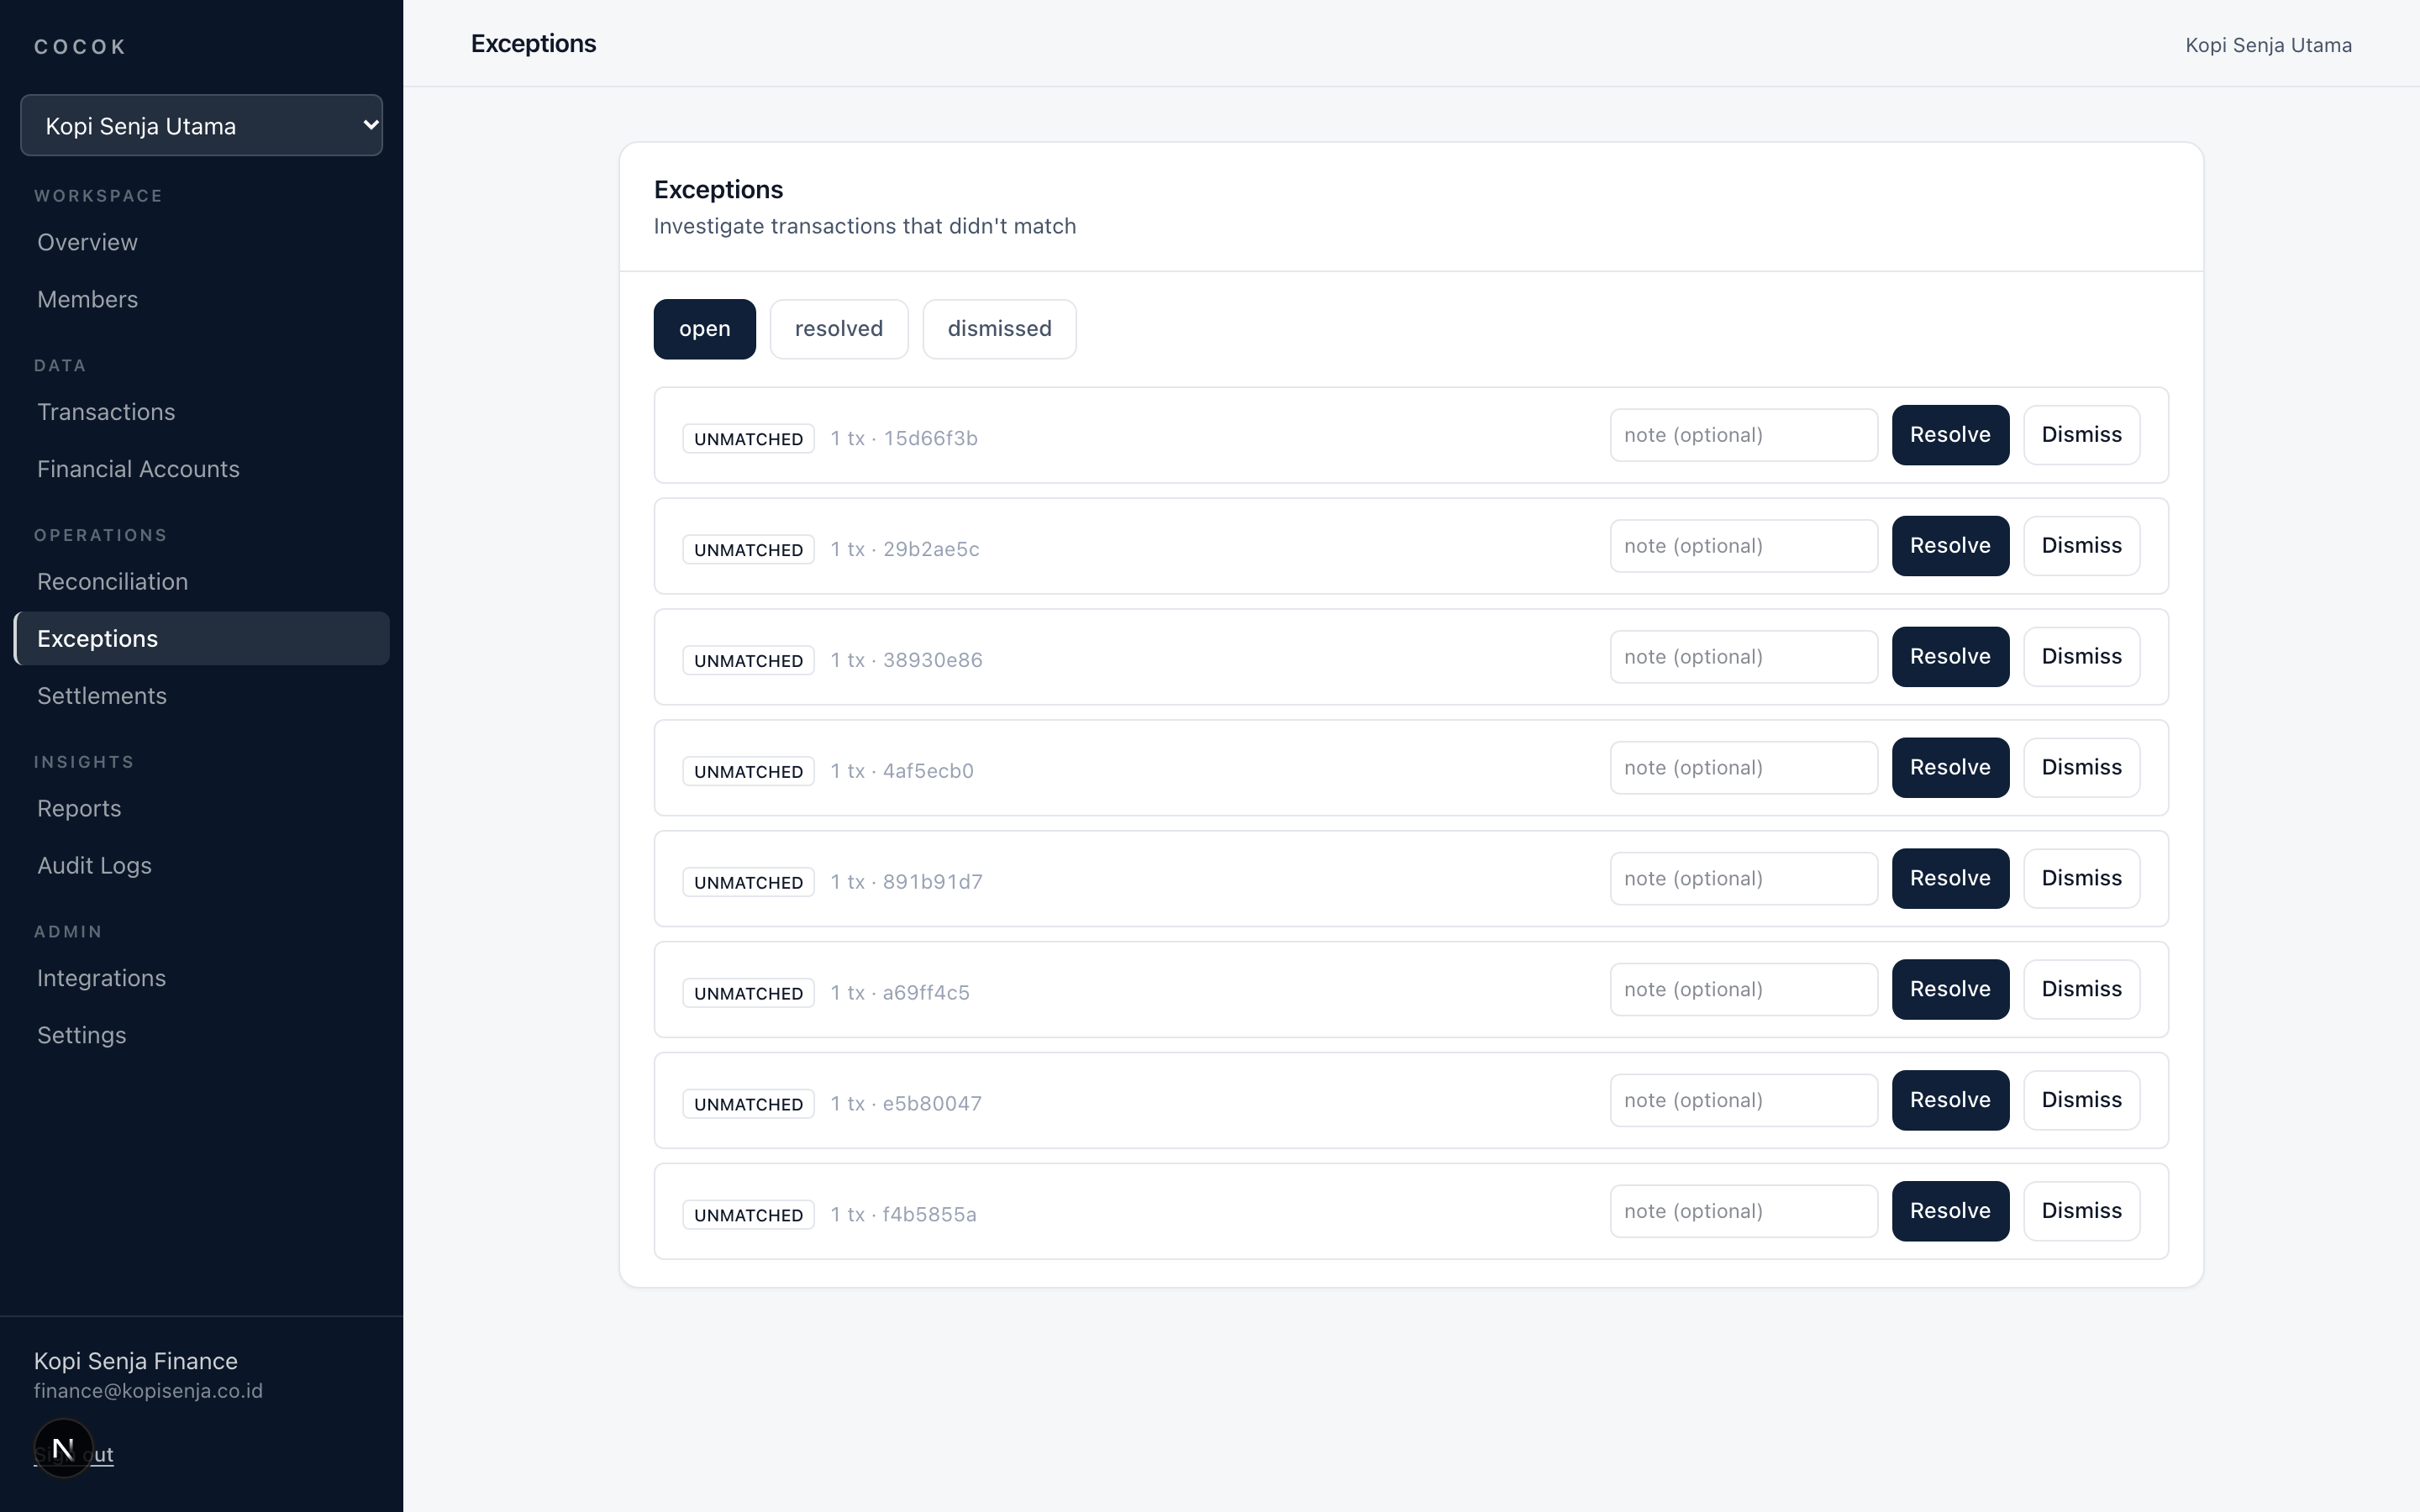 COCOK
Kopi Senja Utama
WORKSPACE
Overview
Members
DATA
Transactions
Financial Accounts
OPERATIONS
Reconciliation
Exceptions
Settlements
INSIGHTS
Reports
Audit Logs
ADMIN
Integrations
Settings
Kopi Senja Finance
finance@kopisenja.co.id
N
Exceptions
Kopi Senja Utama
Exceptions
Investigate transactions that didn't match
open resolved dismissed
UNMATCHED 1 tx · 15d66f3b note (optional) Resolve Dismiss
UNMATCHED 1 tx · 29b2ae5c note (optional) Resolve Dismiss
UNMATCHED 1 tx · 38930e86 note (optional) Resolve Dismiss
UNMATCHED 1 tx · 4af5ecb0 note (optional) Resolve Dismiss
UNMATCHED 1 tx · 891b91d7 note (optional) Resolve Dismiss
UNMATCHED 1 tx · a69ff4c5 note (optional) Resolve Dismiss
UNMATCHED 1 tx · e5b80047 note (optional) Resolve Dismiss
UNMATCHED 1 tx · f4b5855a note (optional) Resolve Dismiss